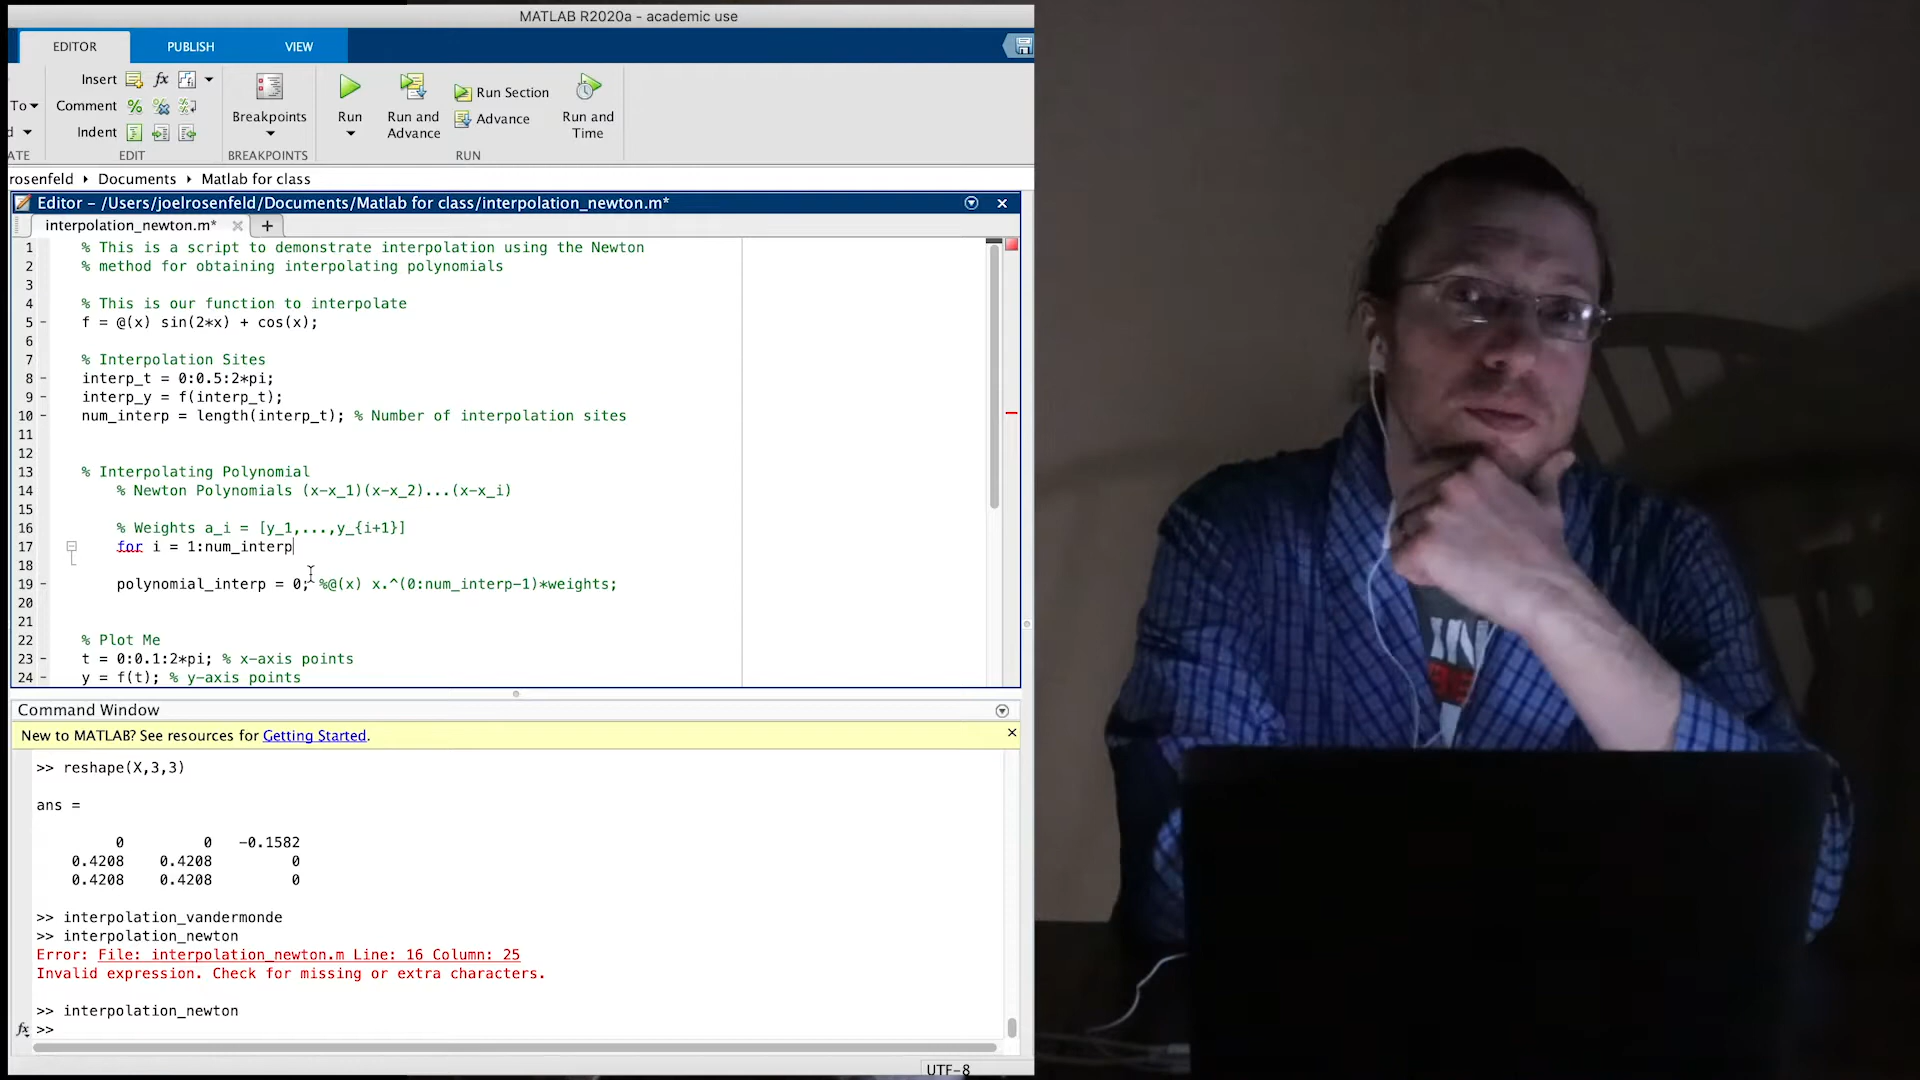 MATLAB R2020a - academic use
EDITOR PUBLISH VIEW
Insert fx
To Comment
d Indent
Breakpoints
Run
Run and Advance
Run Section
Advance
Run and Time
ATE EDIT BREAKPOINTS RUN
rosenfeld Documents Matlab for class
Editor - /Users/joelrosenfeld/Documents/Matlab for class/interpolation_newton.m*
interpolation_newton.m* × +
1 % This is a script to demonstrate interpolation using the Newton
2 % method for obtaining interpolating polynomials
3
4 % This is our function to interpolate
5 - f = @(x) sin(2*x) + cos(x);
6
7 % Interpolation Sites
8 - interp_t = 0:0.5:2*pi;
9 - interp_y = f(interp_t);
10 - num_interp = length(interp_t); % Number of interpolation sites
11
12
13 % Interpolating Polynomial
14 % Newton Polynomials (x-x_1)(x-x_2)...(x-x_i)
15
16 % Weights a_i = [y_1,...,y_{i+1}]
17 for i = 1:num_interp
18
19 - polynomial_interp = 0; %@(x) x.^(0:num_interp-1)*weights;
20
21
22 % Plot Me
23 - t = 0:0.1:2*pi; % x-axis points
24 - y = f(t); % y-axis points
Command Window
New to MATLAB? See resources for Getting Started.
>> reshape(X,3,3)
ans =
0 0 -0.1582
0.4208 0.4208 0
0.4208 0.4208 0
>> interpolation_vandermonde
>> interpolation_newton
Error: File: interpolation_newton.m Line: 16 Column: 25
Invalid expression. Check for missing or extra characters.
>> interpolation_newton
fx >>
UTF-8